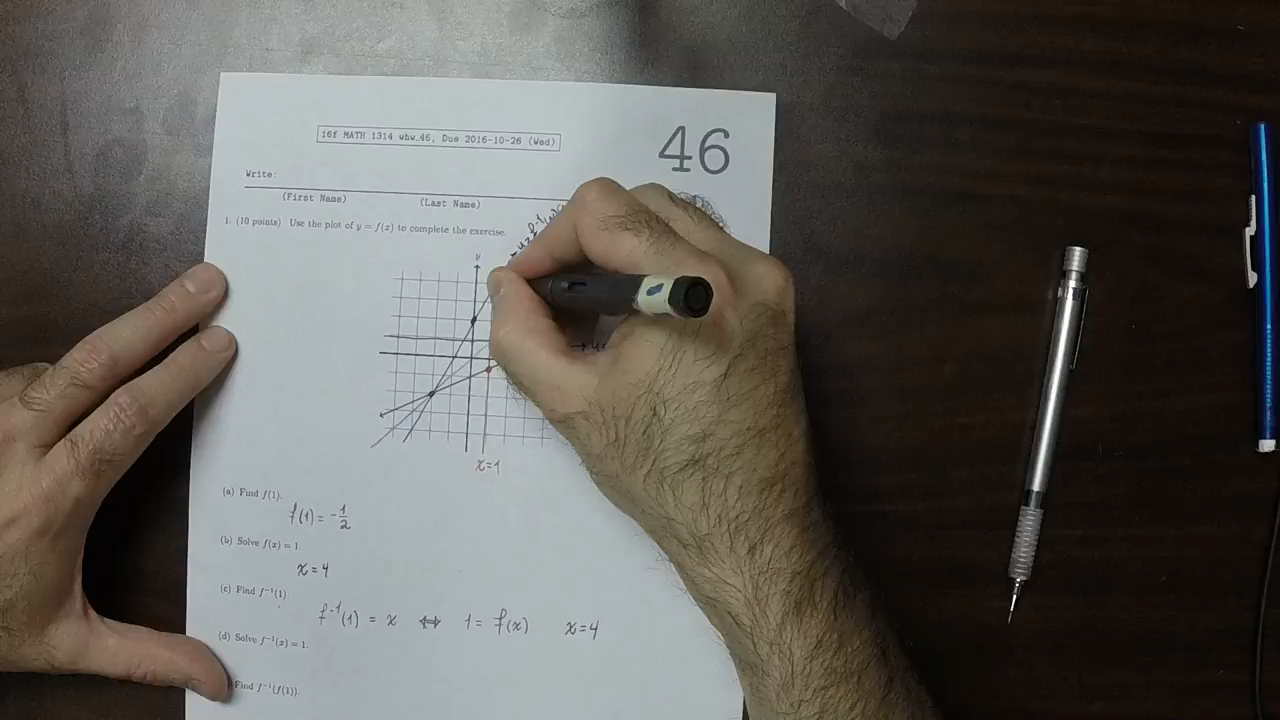 16f MATH 1314 wbw_46, Due 2016-10-26 (Wed)
46
Write:
(First Name) (Last Name)
1. (10 points) Use the plot of y = f(x) to complete the exercise.
y
x=1
(a) Find f(1).
f(1) = -1/2
(b) Solve f(x) = 1.
x=4
(c) Find f⁻¹(1).
f⁻¹(1) = x ⟺ 1 = f(x) x=4
(d) Solve f⁻¹(x) = 1.
Find f⁻¹(f(1)).